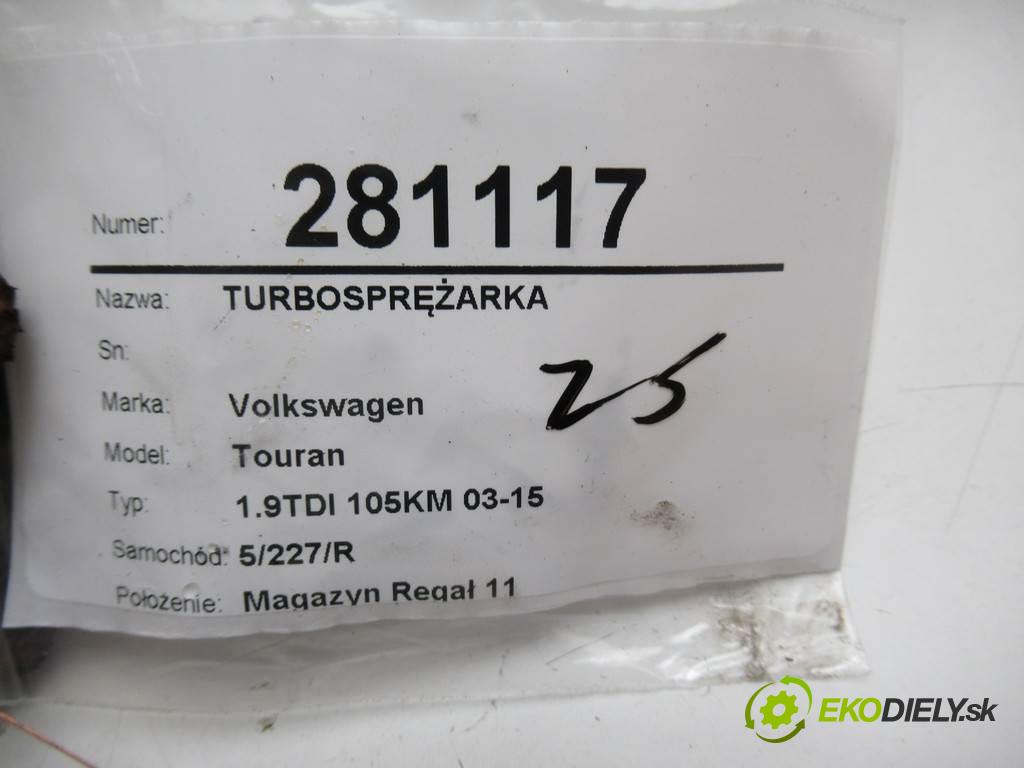 Numer: 281117
Nazwa: TURBOSPRĘŻARKA
Sn:
25
Marka: Volkswagen
Model: Touran
Typ: 1.9TDI 105KM 03-15
Samochód: 5/227/R
Położenie: Magazyn Regał 11
EKODIELY.sk